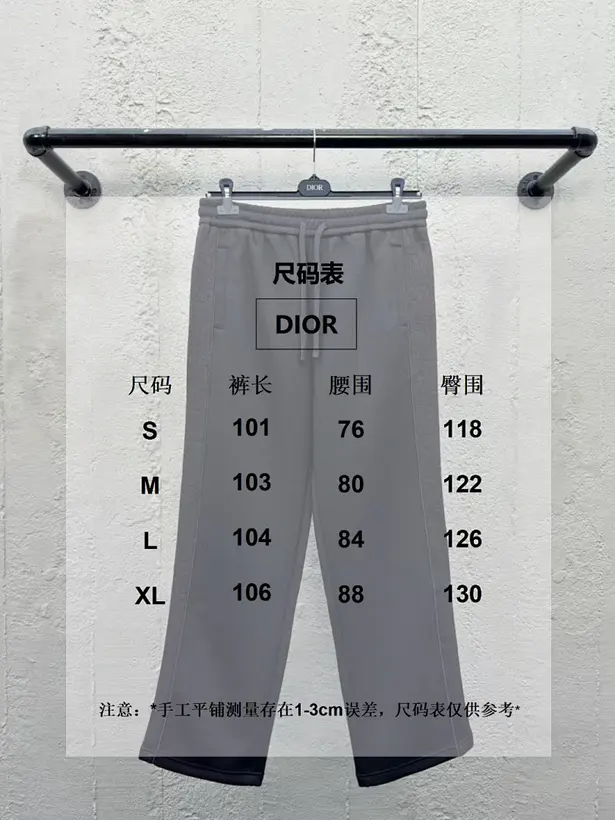 DIOR
尺码表
DIOR
尺码 裤长 腰围 臀围
S 101 76 118
M 103 80 122
L 104 84 126
XL 106 88 130
注意：*手工平铺测量存在1-3cm误差，尺码表仅供参考*